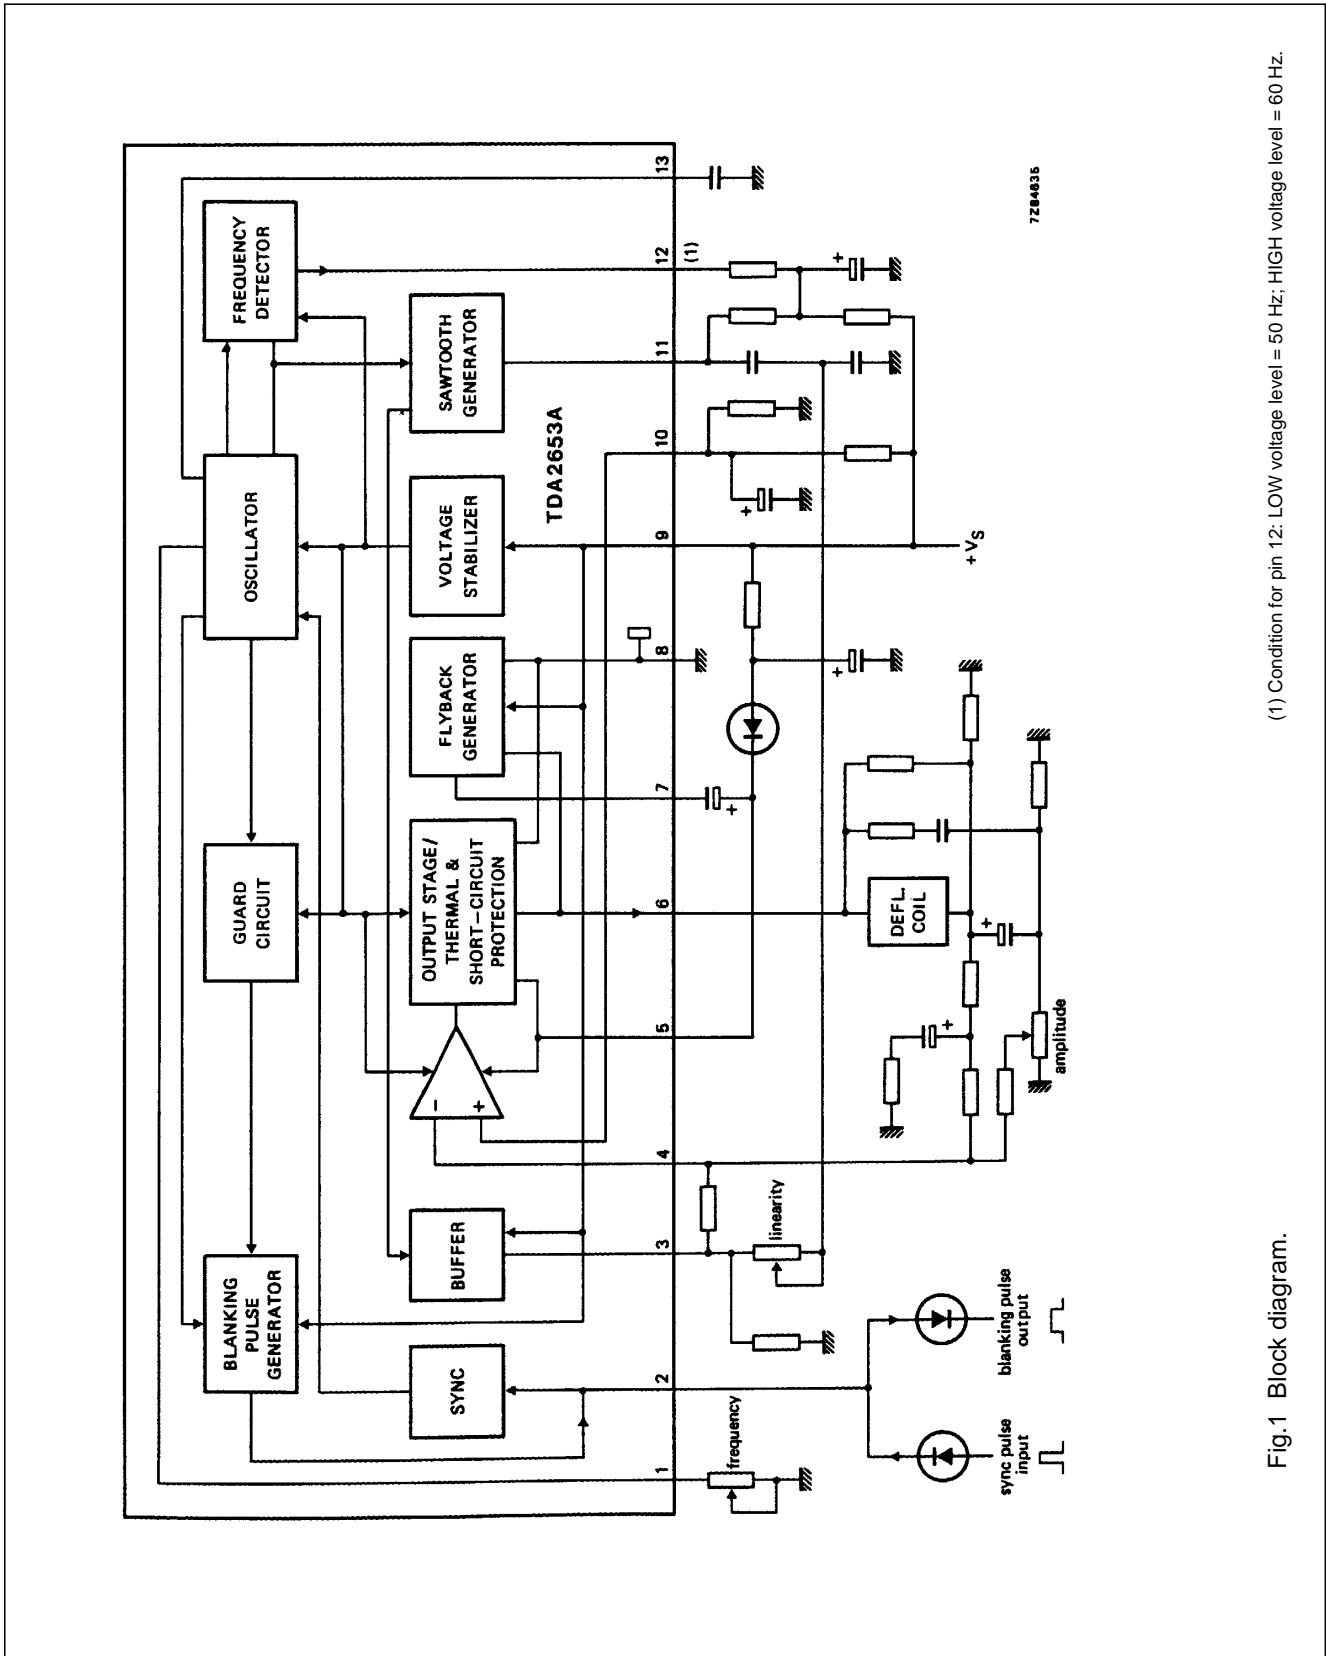 BLANKING
PULSE
GENERATOR
GUARD
CIRCUIT
OSCILLATOR
FREQUENCY
DETECTOR
SYNC
BUFFER
-
+
OUTPUT STAGE/
THERMAL &
SHORT-CIRCUIT
PROTECTION
FLYBACK
GENERATOR
VOLTAGE
STABILIZER
SAWTOOTH
GENERATOR
TDA2653A
1
2
3
4
5
6
7
8
9
10
11
12
13
(1)
frequency
linearity
+
+
+
+
DEFL.
COIL
+
+
+VS
amplitude
sync pulse
input
blanking pulse
output
7Z84635
Fig.1 Block diagram.
(1) Condition for pin 12: LOW voltage level = 50 Hz; HIGH voltage level = 60 Hz.